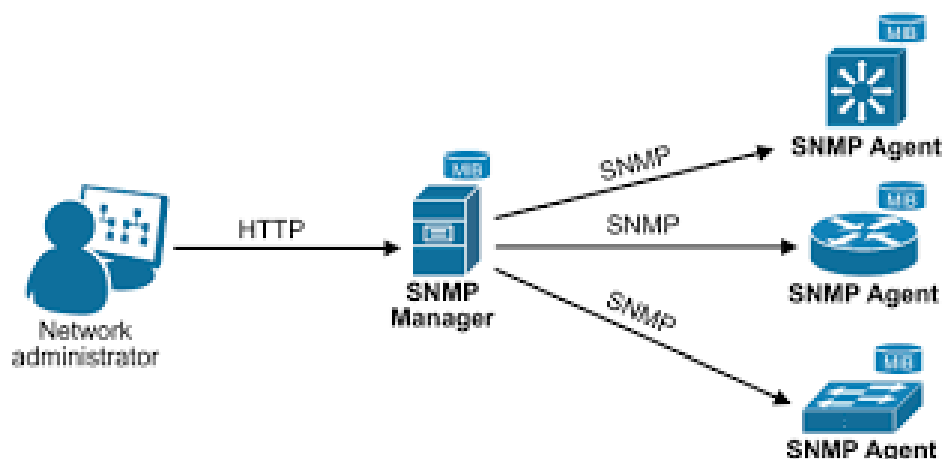 MIB
SNMP Agent
SNMP
MIB
HTTP
SNMP
Manager
Network
administrator
SNMP
MIB
SNMP Agent
SNMP
MIB
SNMP Agent